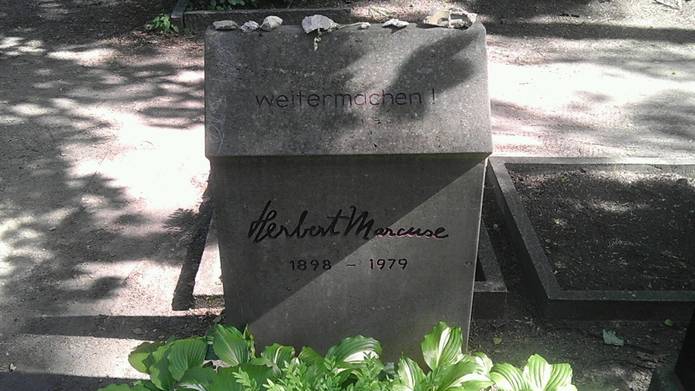 weitermachen!
Herbert Marcuse
1898 – 1979